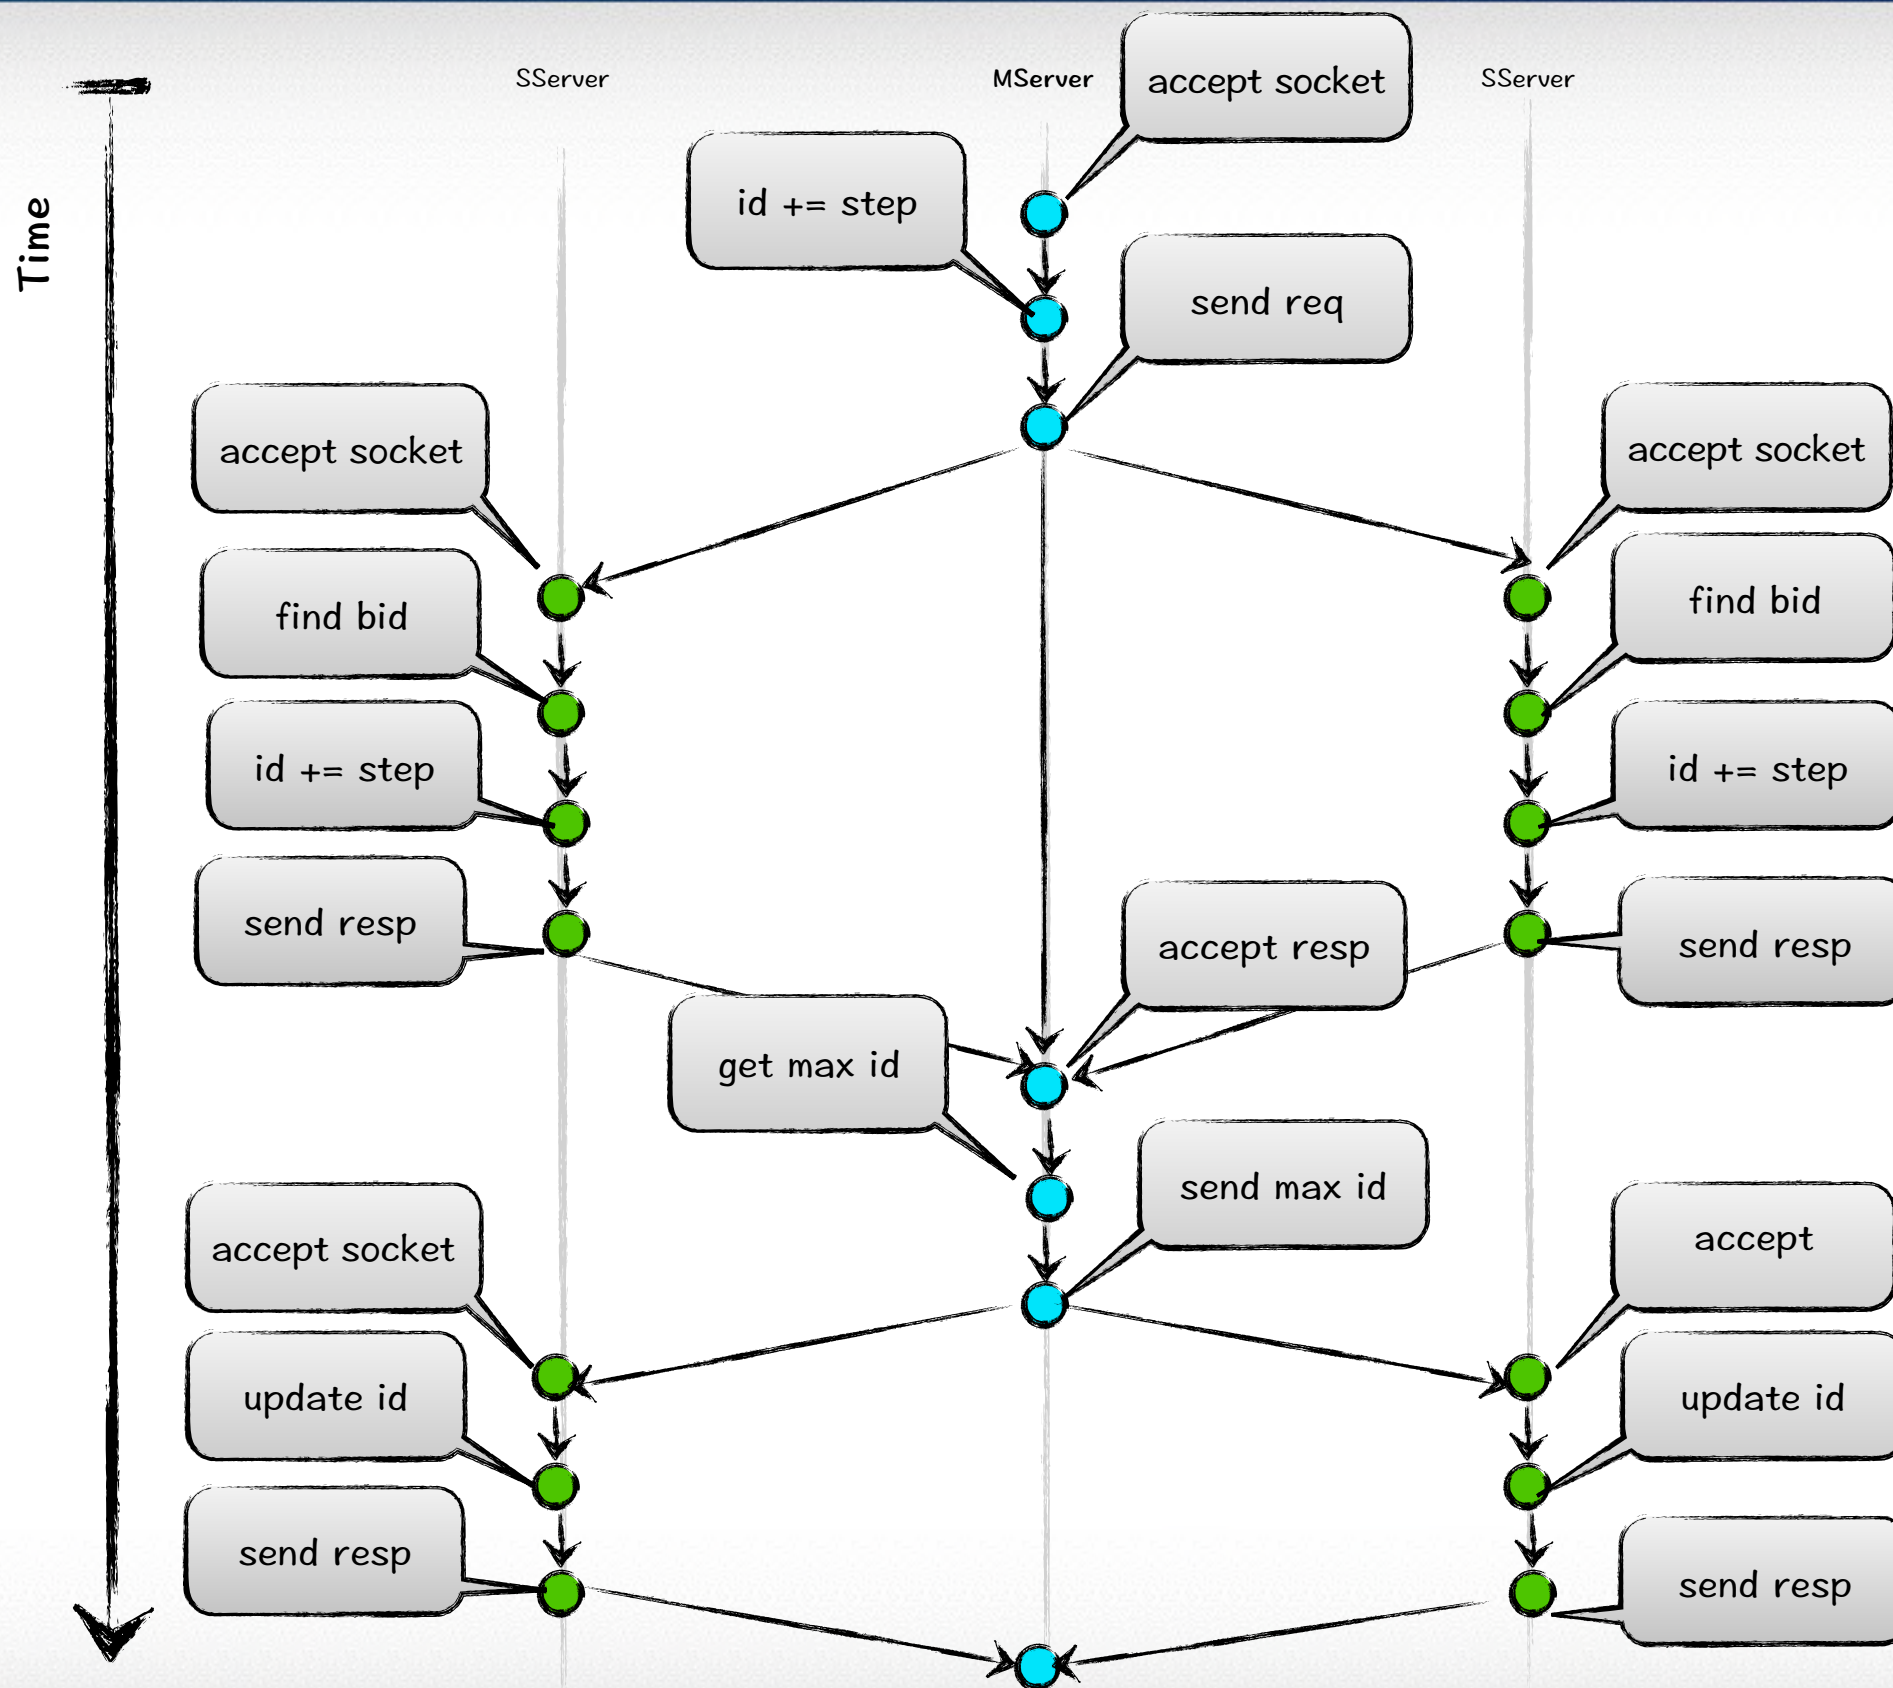 SServer
MServer
SServer
accept socket
id += step
Time
send req
accept socket
accept socket
find bid
find bid
id += step
id += step
send resp
accept resp
send resp
get max id
send max id
accept socket
accept
update id
update id
send resp
send resp